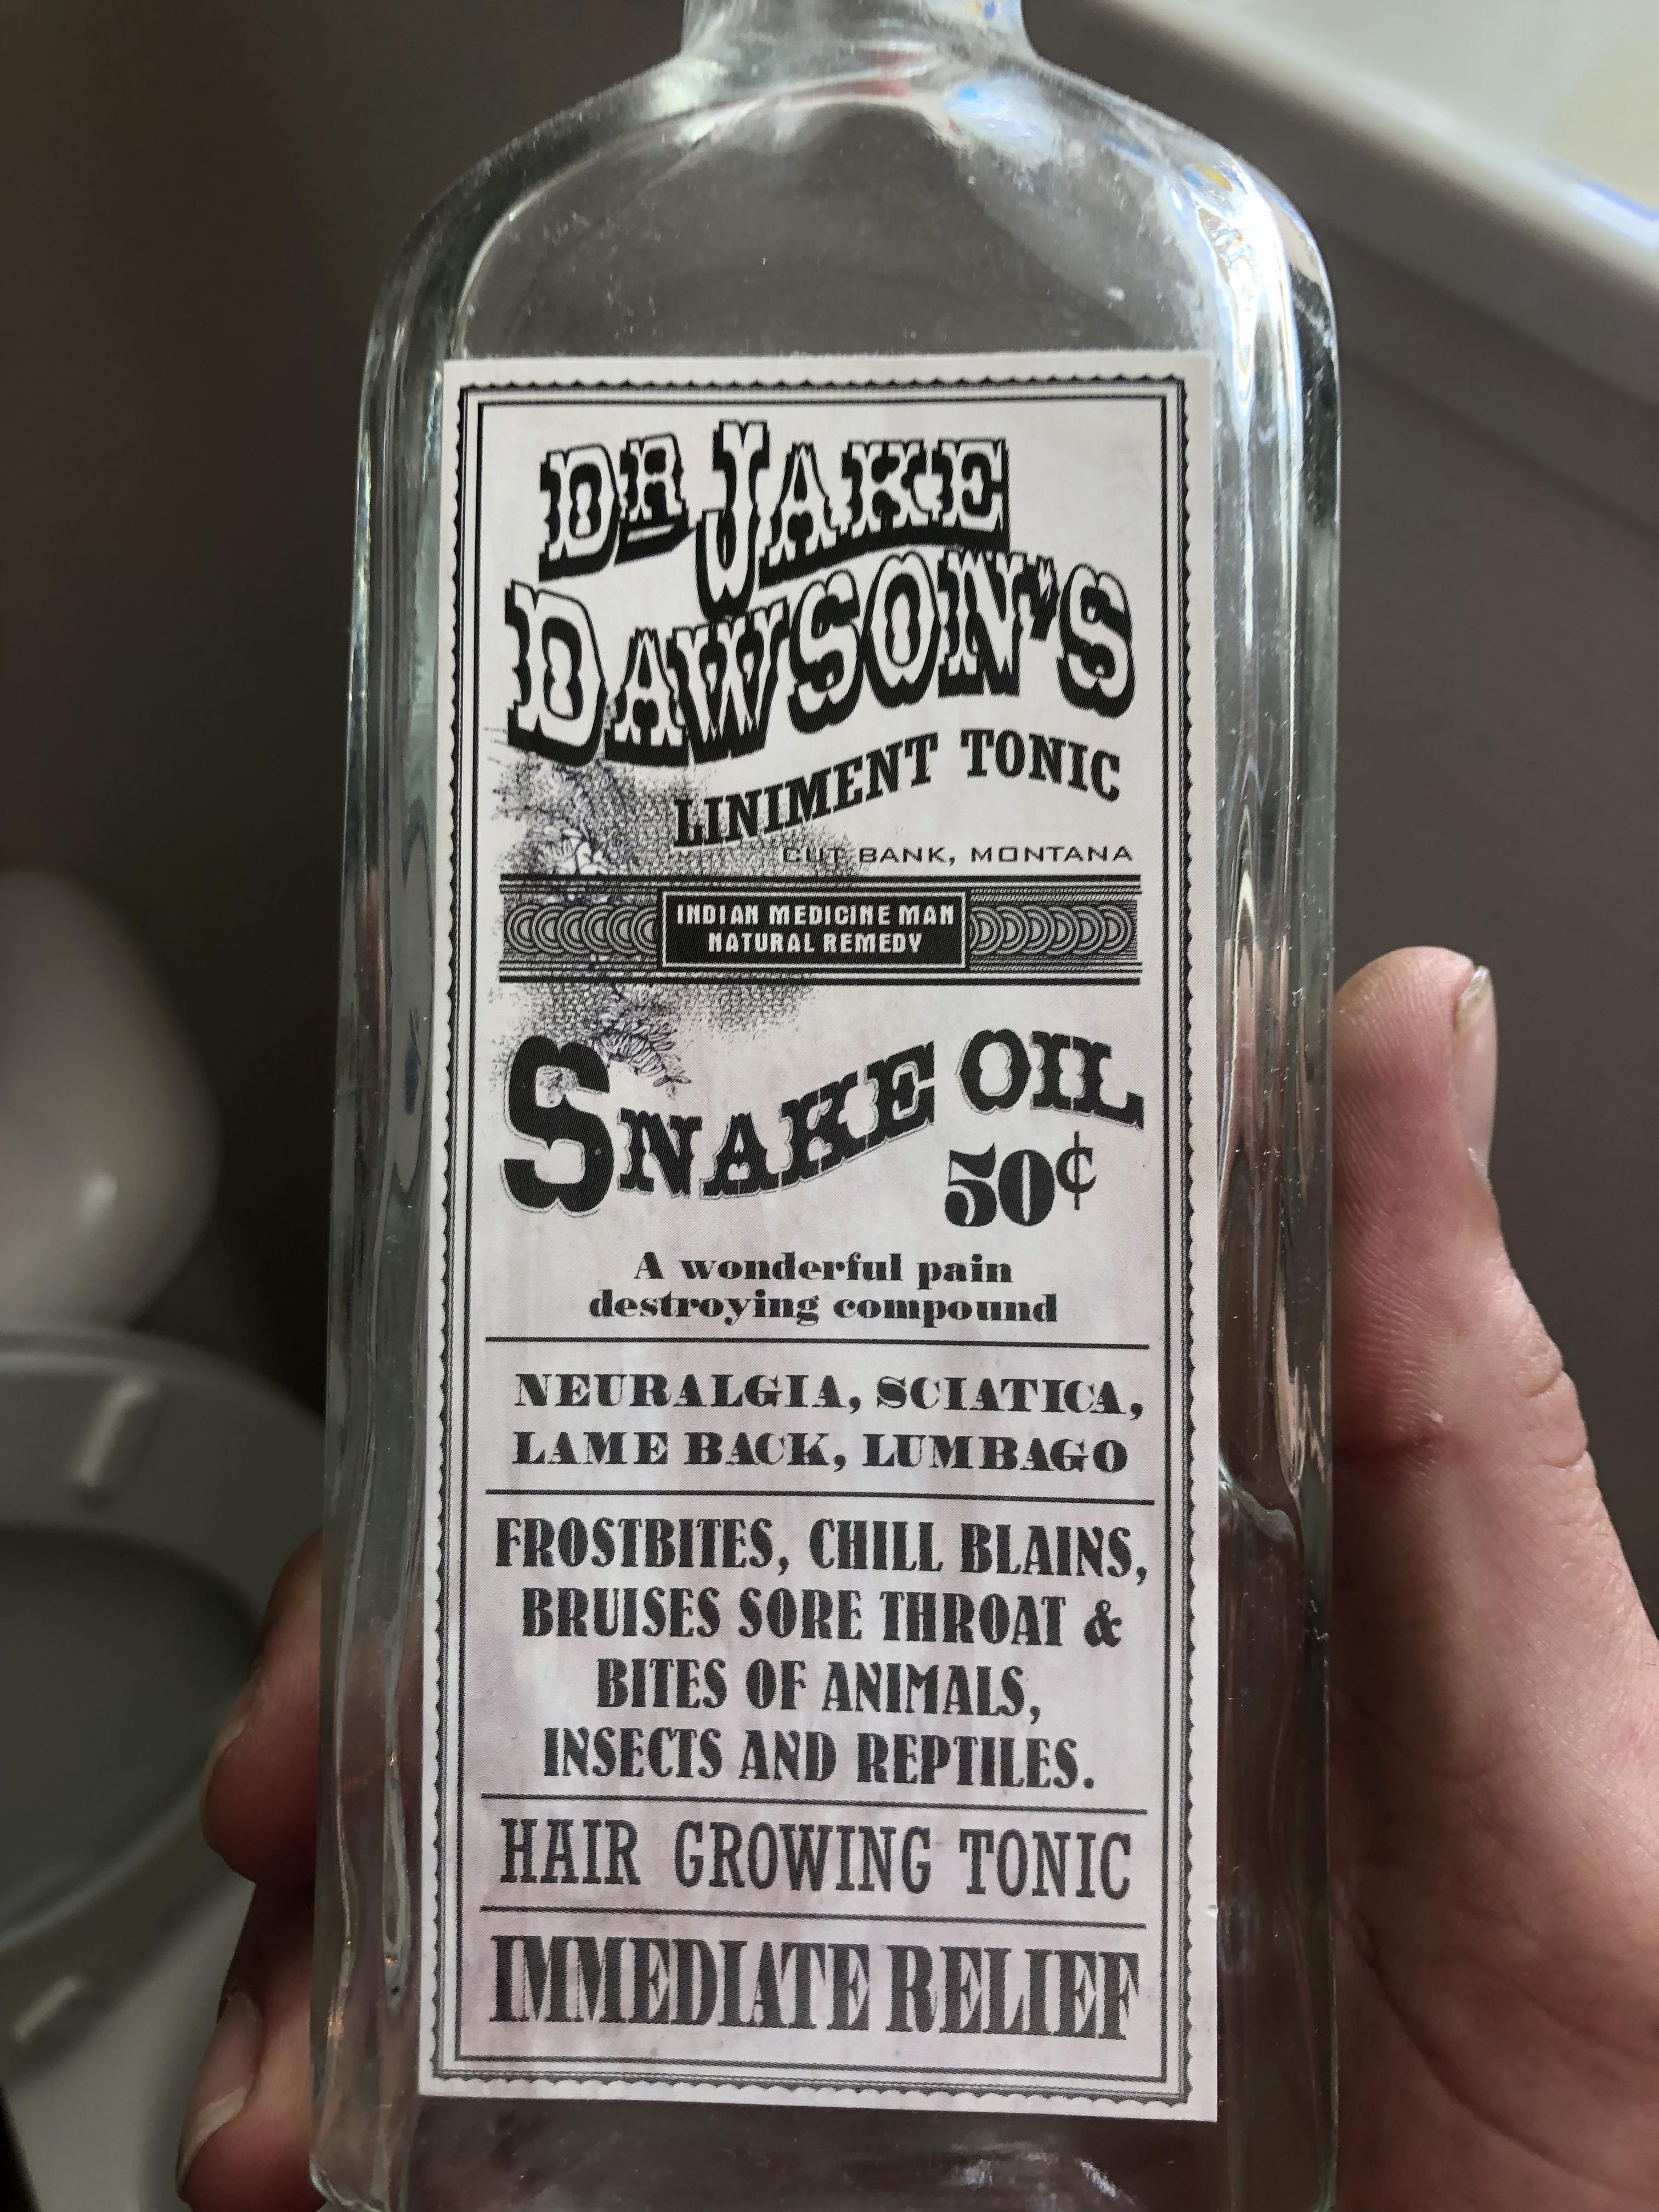 DR JAKE
DAWSON'S
LINIMENT TONIC
CUT BANK, MONTANA
INDIAN MEDICINE MAN
NATURAL REMEDY
SNAKE OIL
50¢
A wonderful pain
destroying compound
NEURALGIA, SCIATICA,
LAME BACK, LUMBAGO
FROSTBITES, CHILL BLAINS,
BRUISES SORE THROAT &
BITES OF ANIMALS,
INSECTS AND REPTILES.
HAIR GROWING TONIC
IMMEDIATE RELIEF